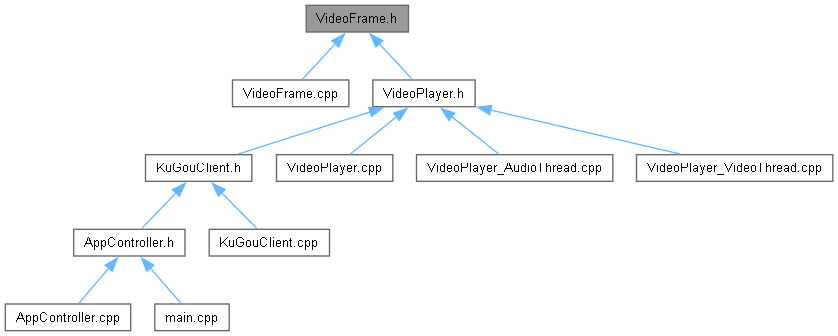 VideoFrame.h
VideoFrame.cpp
VideoPlayer.h
KuGouClient.h
VideoPlayer.cpp
VideoPlayer_AudioThread.cpp
VideoPlayer_VideoThread.cpp
AppController.h
KuGouClient.cpp
AppController.cpp
main.cpp